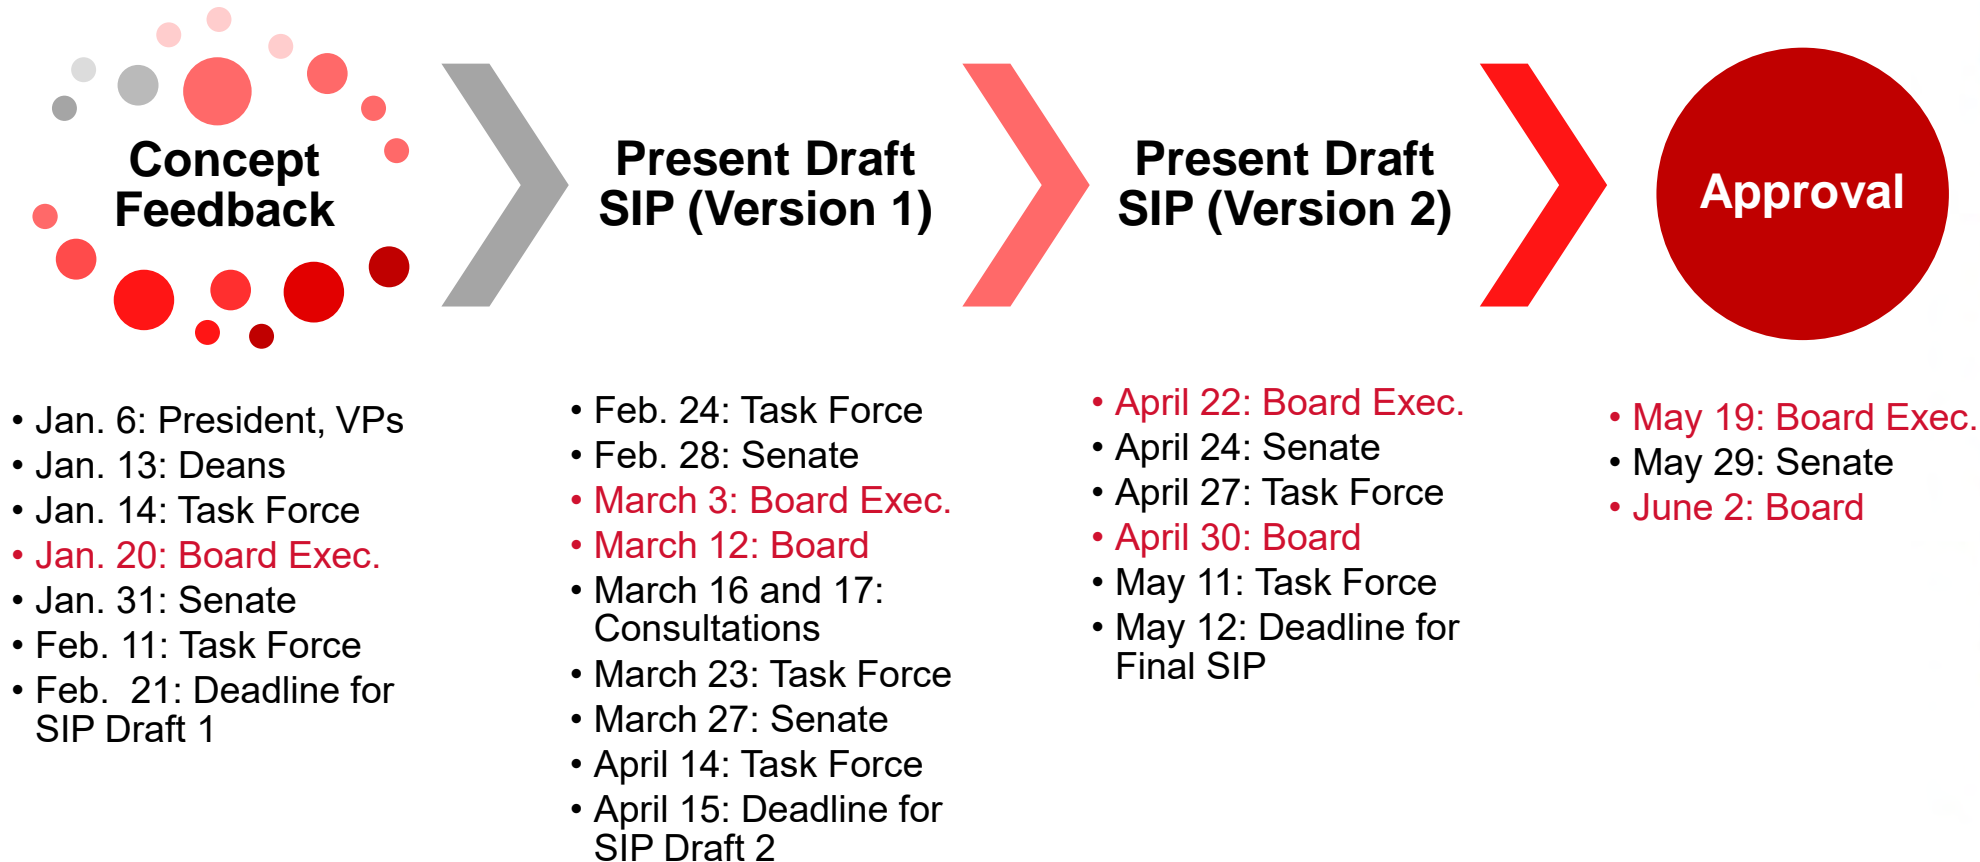 Concept
Feedback
Present Draft
SIP (Version 1)
Present Draft
SIP (Version 2)
Approval
• Jan. 6: President, VPs
• Jan. 13: Deans
• Jan. 14: Task Force
• Jan. 20: Board Exec.
• Jan. 31: Senate
• Feb. 11: Task Force
• Feb.  21: Deadline for
SIP Draft 1
• Feb. 24: Task Force
• Feb. 28: Senate
• March 3: Board Exec.
• March 12: Board
• March 16 and 17:
Consultations
• March 23: Task Force
• March 27: Senate
• April 14: Task Force
• April 15: Deadline for
SIP Draft 2
• April 22: Board Exec.
• April 24: Senate
• April 27: Task Force
• April 30: Board
• May 11: Task Force
• May 12: Deadline for
Final SIP
• May 19: Board Exec.
• May 29: Senate
• June 2: Board